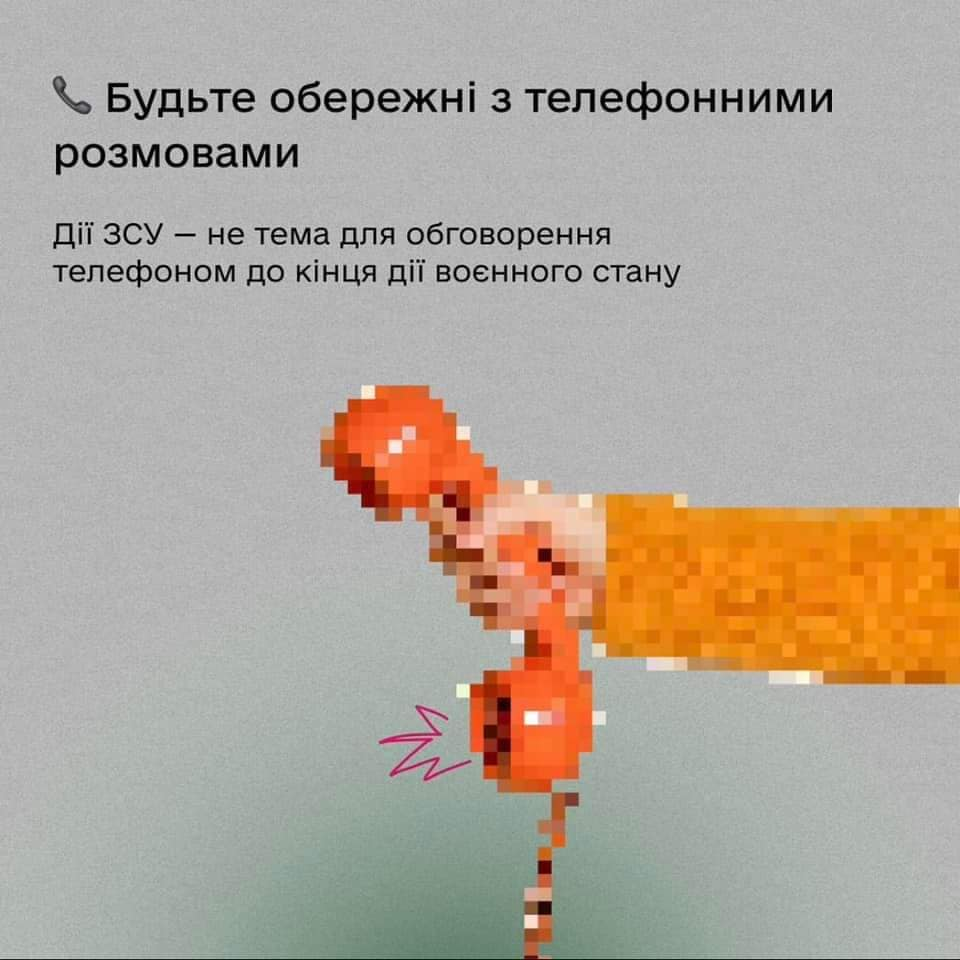 📞 Будьте обережні з телефонними
розмовами
Дії ЗСУ — не тема для обговорення
телефоном до кінця дії воєнного стану